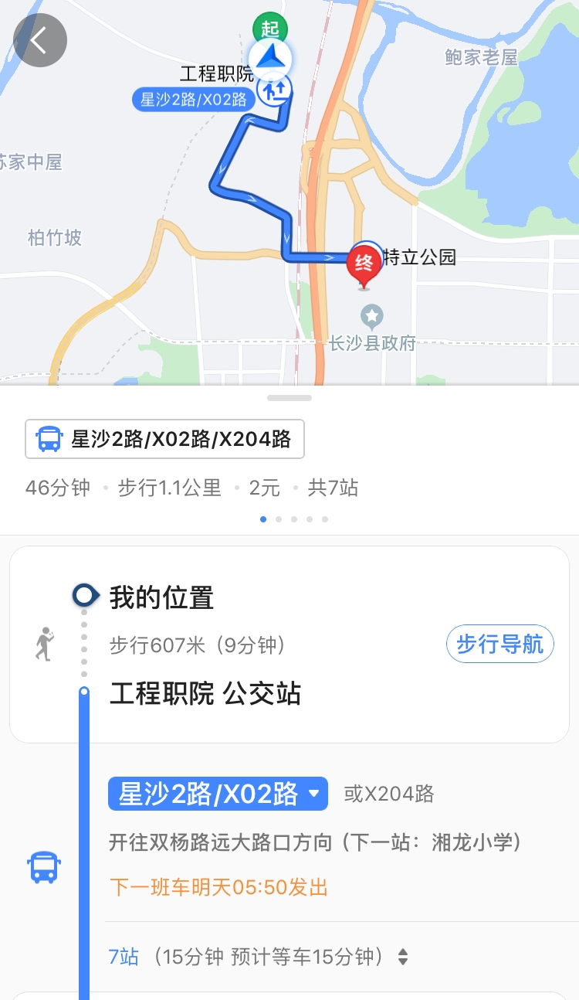 起
鲍家老屋
工程职院
星沙2路/X02路
苏家中屋
柏竹坡
终
特立公园
长沙县政府
星沙2路/X02路/X204路
46分钟 • 步行1.1公里 • 2元 • 共7站
我的位置
步行607米（9分钟）
步行导航
工程职院 公交站
星沙2路/X02路 或X204路
开往双杨路远大路口方向（下一站：湘龙小学）
下一班车明天05:50发出
7站（15分钟 预计等车15分钟）